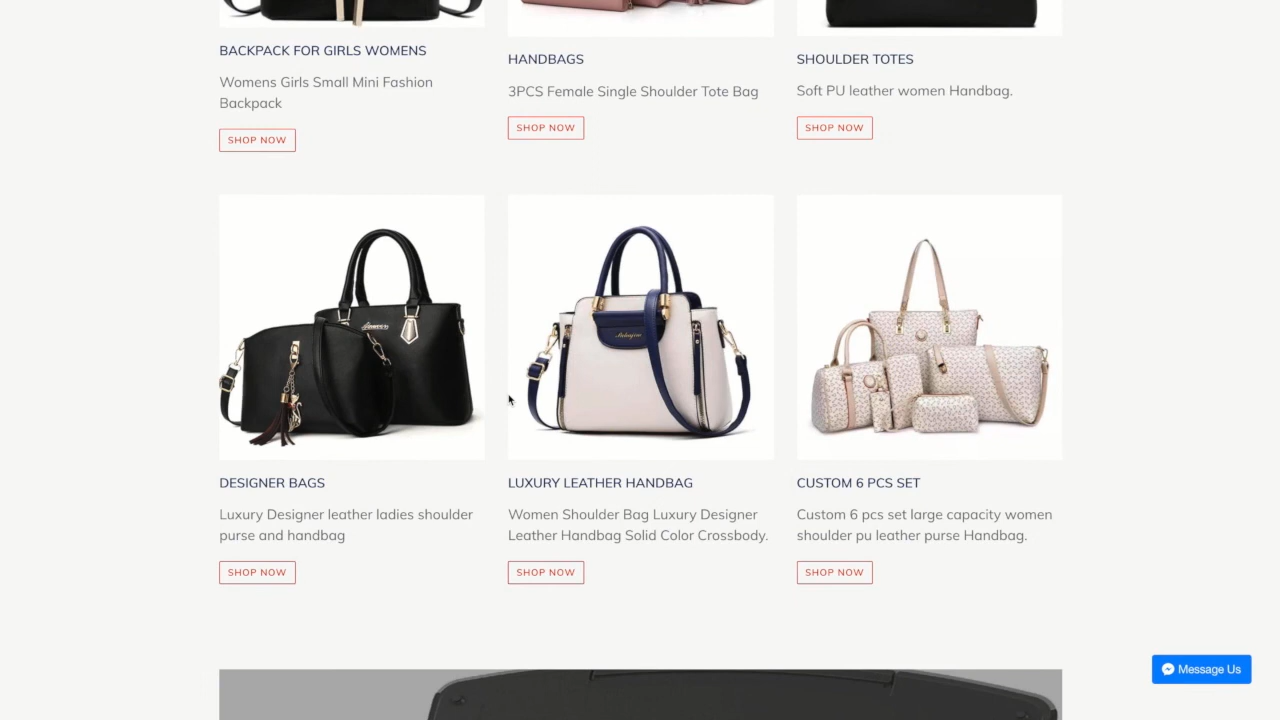 BACKPACK FOR GIRLS WOMENS
Womens Girls Small Mini Fashion
Backpack
SHOP NOW
HANDBAGS
3PCS Female Single Shoulder Tote Bag
SHOP NOW
SHOULDER TOTES
Soft PU leather women Handbag.
SHOP NOW
DESIGNER BAGS
Luxury Designer leather ladies shoulder
purse and handbag
SHOP NOW
LUXURY LEATHER HANDBAG
Women Shoulder Bag Luxury Designer
Leather Handbag Solid Color Crossbody.
SHOP NOW
CUSTOM 6 PCS SET
Custom 6 pcs set large capacity women
shoulder pu leather purse Handbag.
SHOP NOW
Message Us